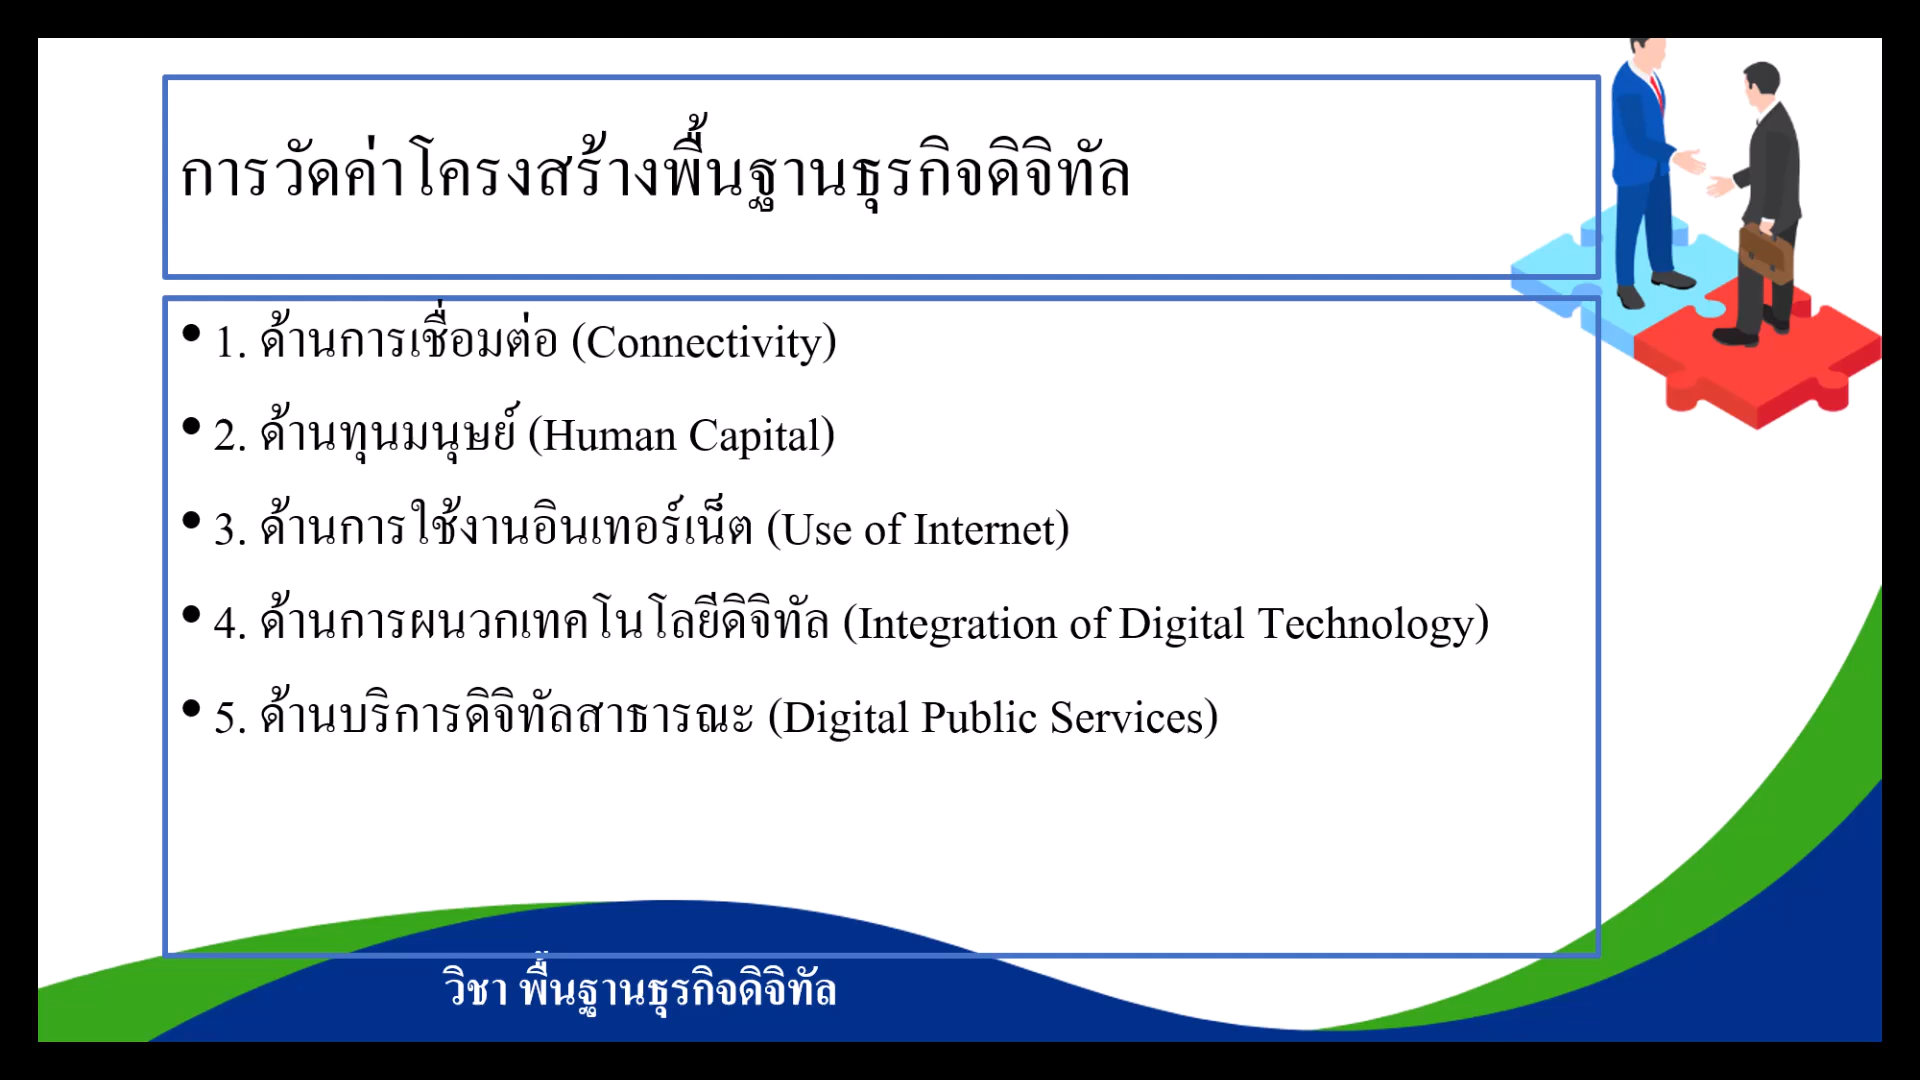 การวัดค่าโครงสร้างพื้นฐานธุรกิจดิจิทัล
• 1. ด้านการเชื่อมต่อ (Connectivity)
• 2. ด้านทุนมนุษย์ (Human Capital)
• 3. ด้านการใช้งานอินเทอร์เน็ต (Use of Internet)
• 4. ด้านการผนวกเทคโนโลยีดิจิทัล (Integration of Digital Technology)
• 5. ด้านบริการดิจิทัลสาธารณะ (Digital Public Services)
วิชา พื้นฐานธุรกิจดิจิทัล